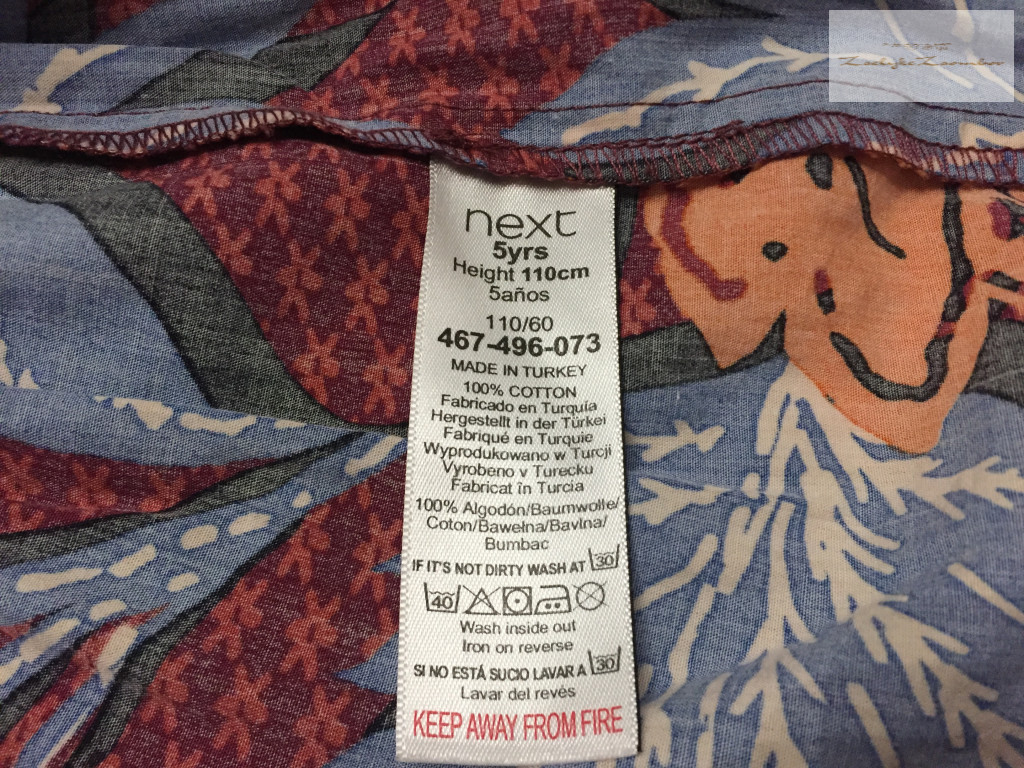 next
5yrs
Height 110cm
5años
110/60
467-496-073
MADE IN TURKEY
100% COTTON
Fabricado en Turquía
Hergestellt in der Türkei
Fabriqué en Turquie
Wyprodukowano w Turcji
Vyrobeno v Turecku
Fabricat în Turcia
100% Algodón/Baumwolle/
Coton/Bawełna/Bavlna/
Bumbac
IF IT'S NOT DIRTY WASH AT 30
40
Wash inside out
Iron on reverse
SI NO ESTÁ SUCIO LAVAR A 30
Lavar del revés
KEEP AWAY FROM FIRE